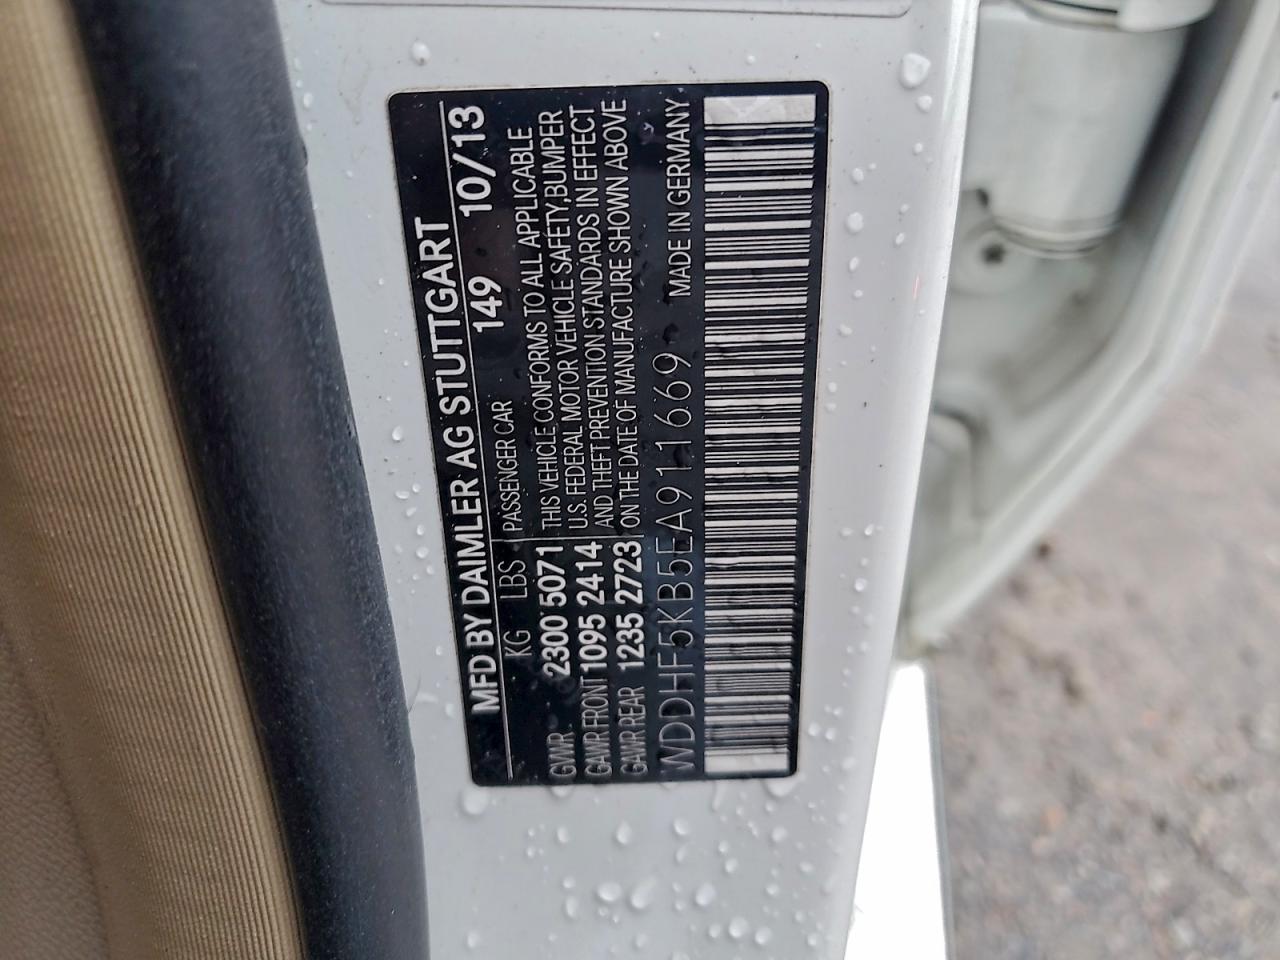 MFD BY DAIMLER AG STUTTGART
149 10/13
KG LBS PASSENGER CAR
GVWR 2300 5071 THIS VEHICLE CONFORMS TO ALL APPLICABLE
U.S. FEDERAL MOTOR VEHICLE SAFETY,BUMPER
GAWR FRONT 1095 2414 AND THEFT PREVENTION STANDARDS IN EFFECT
GAWR REAR 1235 2723 ON THE DATE OF MANUFACTURE SHOWN ABOVE
WDDHF5KB5EA911669 MADE IN GERMANY